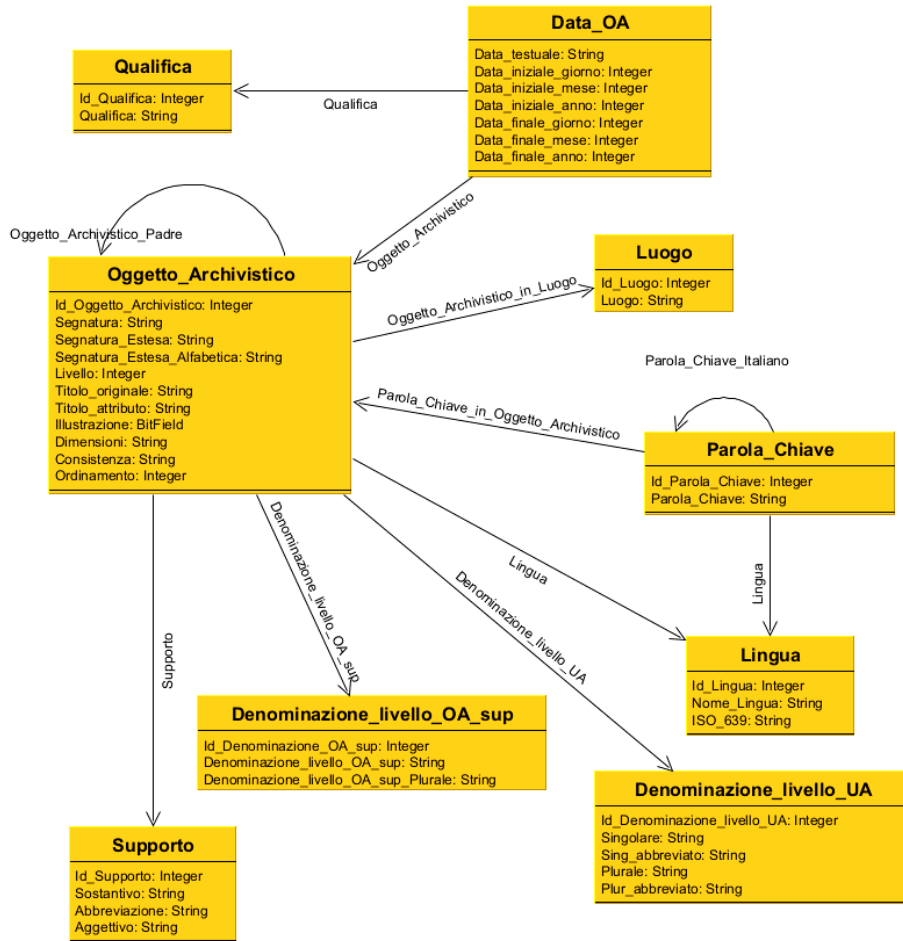 Data_OA
Data_testuale: String
Data_iniziale_giorno: Integer
Data_iniziale_mese: Integer
Data_iniziale_anno: Integer
Data_finale_giorno: Integer
Data_finale_mese: Integer
Data_finale_anno: Integer
Qualifica
Id_Qualifica: Integer
Qualifica: String
Qualifica
Oggetto_Archivistico
Oggetto_Archivistico_Padre
Oggetto_Archivistico
Id_Oggetto_Archivistico: Integer
Segnatura: String
Segnatura_Estesa: String
Segnatura_Estesa_Alfabetica: String
Livello: Integer
Titolo_originale: String
Titolo_attributo: String
Illustrazione: BitField
Dimensioni: String
Consistenza: String
Ordinamento: Integer
Oggetto_Archivistico_in_Luogo
Luogo
Id_Luogo: Integer
Luogo: String
Parola_Chiave_Italiano
Parola_Chiave_in_Oggetto_Archivistico
Parola_Chiave
Id_Parola_Chiave: Integer
Parola_Chiave: String
Supporto
Denominazione_livello_OA_sup
Denominazione_livello_UA
Lingua
Lingua
Lingua
Id_Lingua: Integer
Nome_Lingua: String
ISO_639: String
Denominazione_livello_OA_sup
Id_Denominazione_OA_sup: Integer
Denominazione_livello_OA_sup: String
Denominazione_livello_OA_sup_Plurale: String
Denominazione_livello_UA
Id_Denominazione_livello_UA: Integer
Singolare: String
Sing_abbreviato: String
Plurale: String
Plur_abbreviato: String
Supporto
Id_Supporto: Integer
Sostantivo: String
Abbreviazione: String
Aggettivo: String